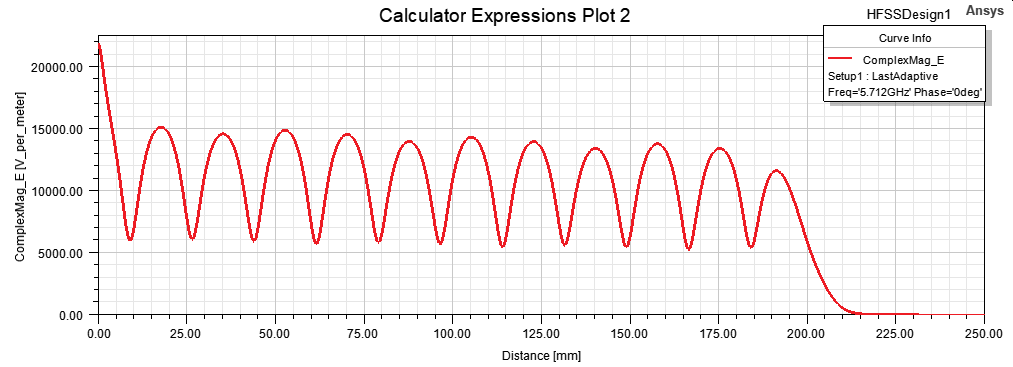 Calculator Expressions Plot 2
HFSSDesign1
Ansys
Curve Info
ComplexMag_E
Setup1 : LastAdaptive
Freq='5.712GHz' Phase='0deg'
ComplexMag_E [V_per_meter]
20000.00
15000.00
10000.00
5000.00
0.00
0.00 25.00 50.00 75.00 100.00 125.00 150.00 175.00 200.00 225.00 250.00
Distance [mm]